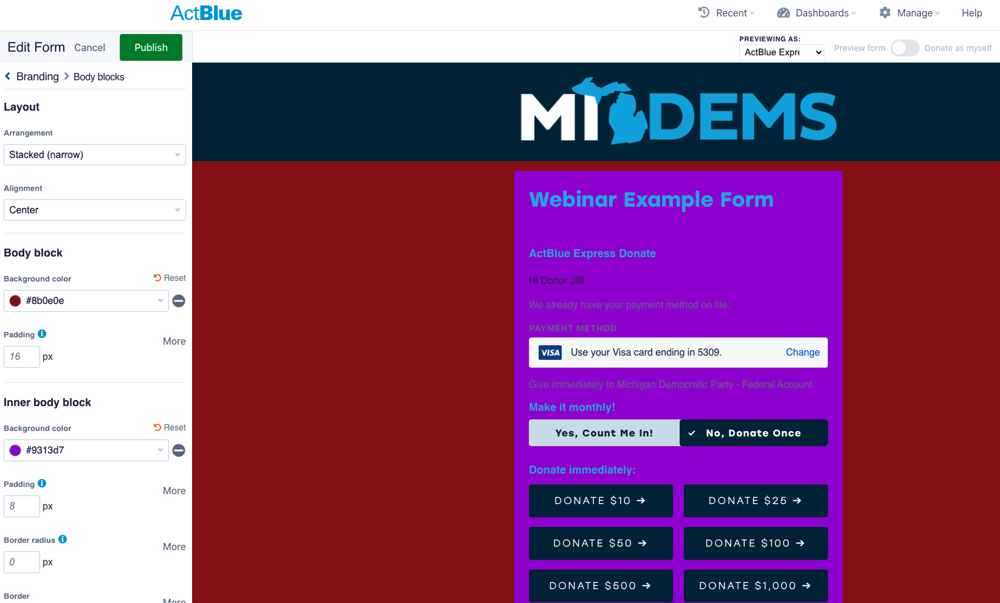 ActBlue
Recent
Dashboards
Manage
Help
Edit Form
Cancel
Publish
PREVIEWING AS:
ActBlue Expre
Preview form
Donate as myself
Branding
Body blocks
Layout
Arrangement
Stacked (narrow)
Alignment
Center
Body block
Background color
Reset
#8b0e0e
Padding
More
16 px
Inner body block
Background color
Reset
#9313d7
Padding
More
8 px
Border radius
More
0 px
Border
More
MI DEMS
Webinar Example Form
ActBlue Express Donate
Hi Donor Jill!
We already have your payment method on file:
PAYMENT METHOD
VISA
Use your Visa card ending in 5309.
Change
Give immediately to Michigan Democratic Party - Federal Account.
Make it monthly!
Yes, Count Me In!
✓ No, Donate Once
Donate immediately:
DONATE $10 →
DONATE $25 →
DONATE $50 →
DONATE $100 →
DONATE $500 →
DONATE $1,000 →